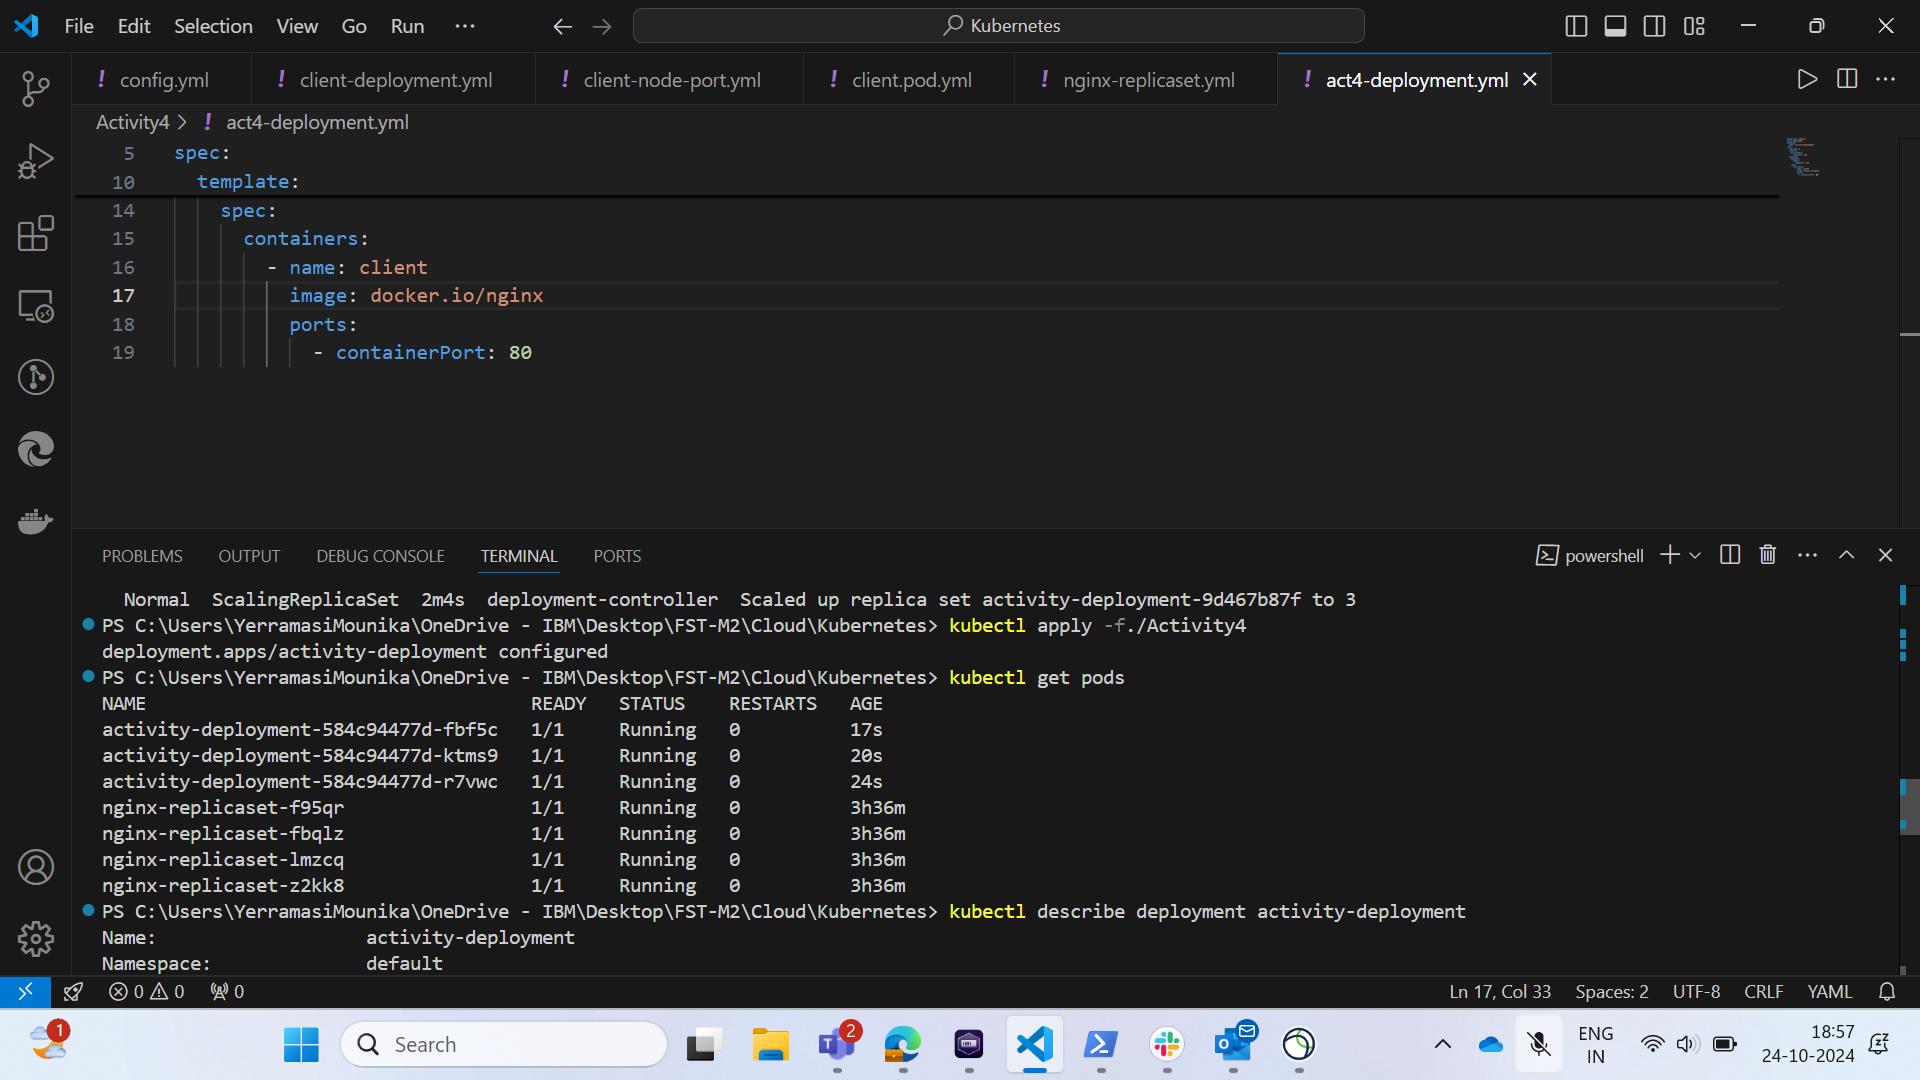 File Edit Selection View Go Run ···
Kubernetes
! config.yml ! client-deployment.yml ! client-node-port.yml ! client.pod.yml ! nginx-replicaset.yml ! act4-deployment.yml
Activity4 > ! act4-deployment.yml
5 spec:
10 template:
14 spec:
15 containers:
16 - name: client
17 image: docker.io/nginx
18 ports:
19 - containerPort: 80
PROBLEMS OUTPUT DEBUG CONSOLE TERMINAL PORTS powershell
Normal ScalingReplicaSet 2m4s deployment-controller Scaled up replica set activity-deployment-9d467b87f to 3
PS C:\Users\YerramasiMounika\OneDrive - IBM\Desktop\FST-M2\Cloud\Kubernetes> kubectl apply -f./Activity4
deployment.apps/activity-deployment configured
PS C:\Users\YerramasiMounika\OneDrive - IBM\Desktop\FST-M2\Cloud\Kubernetes> kubectl get pods
NAME READY STATUS RESTARTS AGE
activity-deployment-584c94477d-fbf5c 1/1 Running 0 17s
activity-deployment-584c94477d-ktms9 1/1 Running 0 20s
activity-deployment-584c94477d-r7vwc 1/1 Running 0 24s
nginx-replicaset-f95qr 1/1 Running 0 3h36m
nginx-replicaset-fbqlz 1/1 Running 0 3h36m
nginx-replicaset-lmzcq 1/1 Running 0 3h36m
nginx-replicaset-z2kk8 1/1 Running 0 3h36m
PS C:\Users\YerramasiMounika\OneDrive - IBM\Desktop\FST-M2\Cloud\Kubernetes> kubectl describe deployment activity-deployment
Name: activity-deployment
Namespace: default
0 0 0 Ln 17, Col 33 Spaces: 2 UTF-8 CRLF YAML
1 Search 2 ENG IN 18:57
24-10-2024